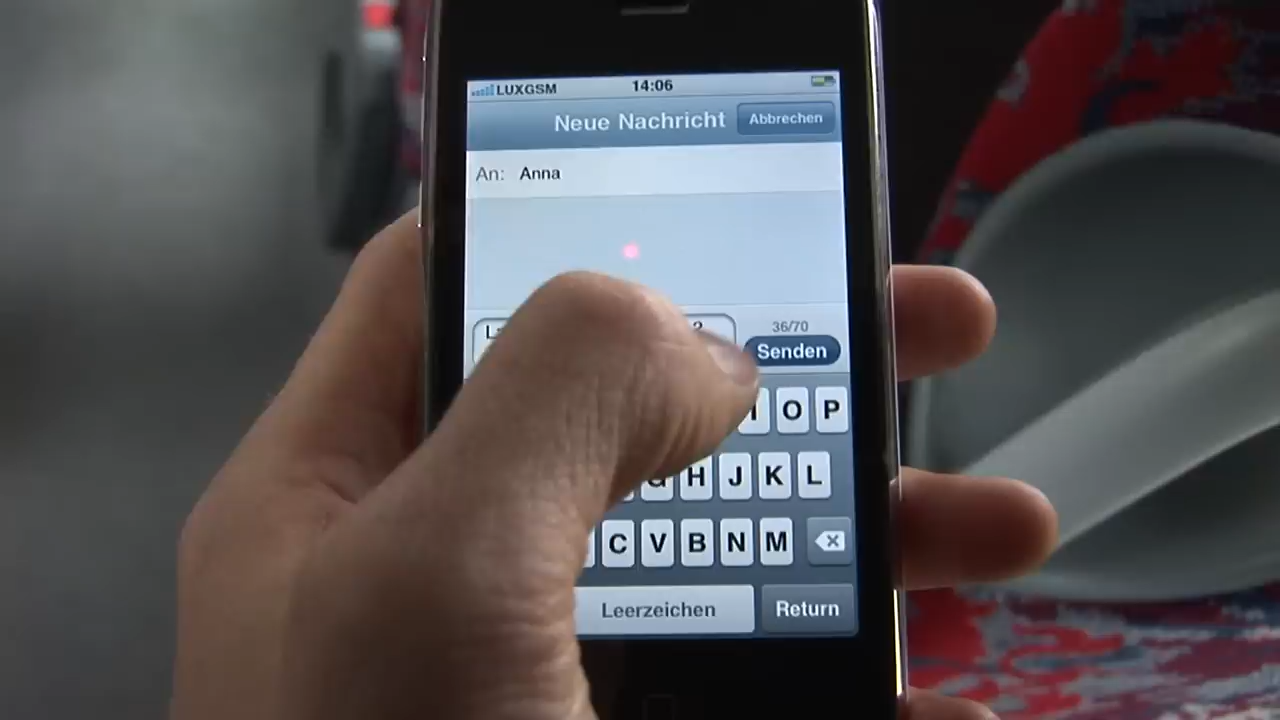 LUXGSM 14:06
Neue Nachricht Abbrechen
An: Anna
36/70
Senden
O P
H J K L
C V B N M
Leerzeichen Return